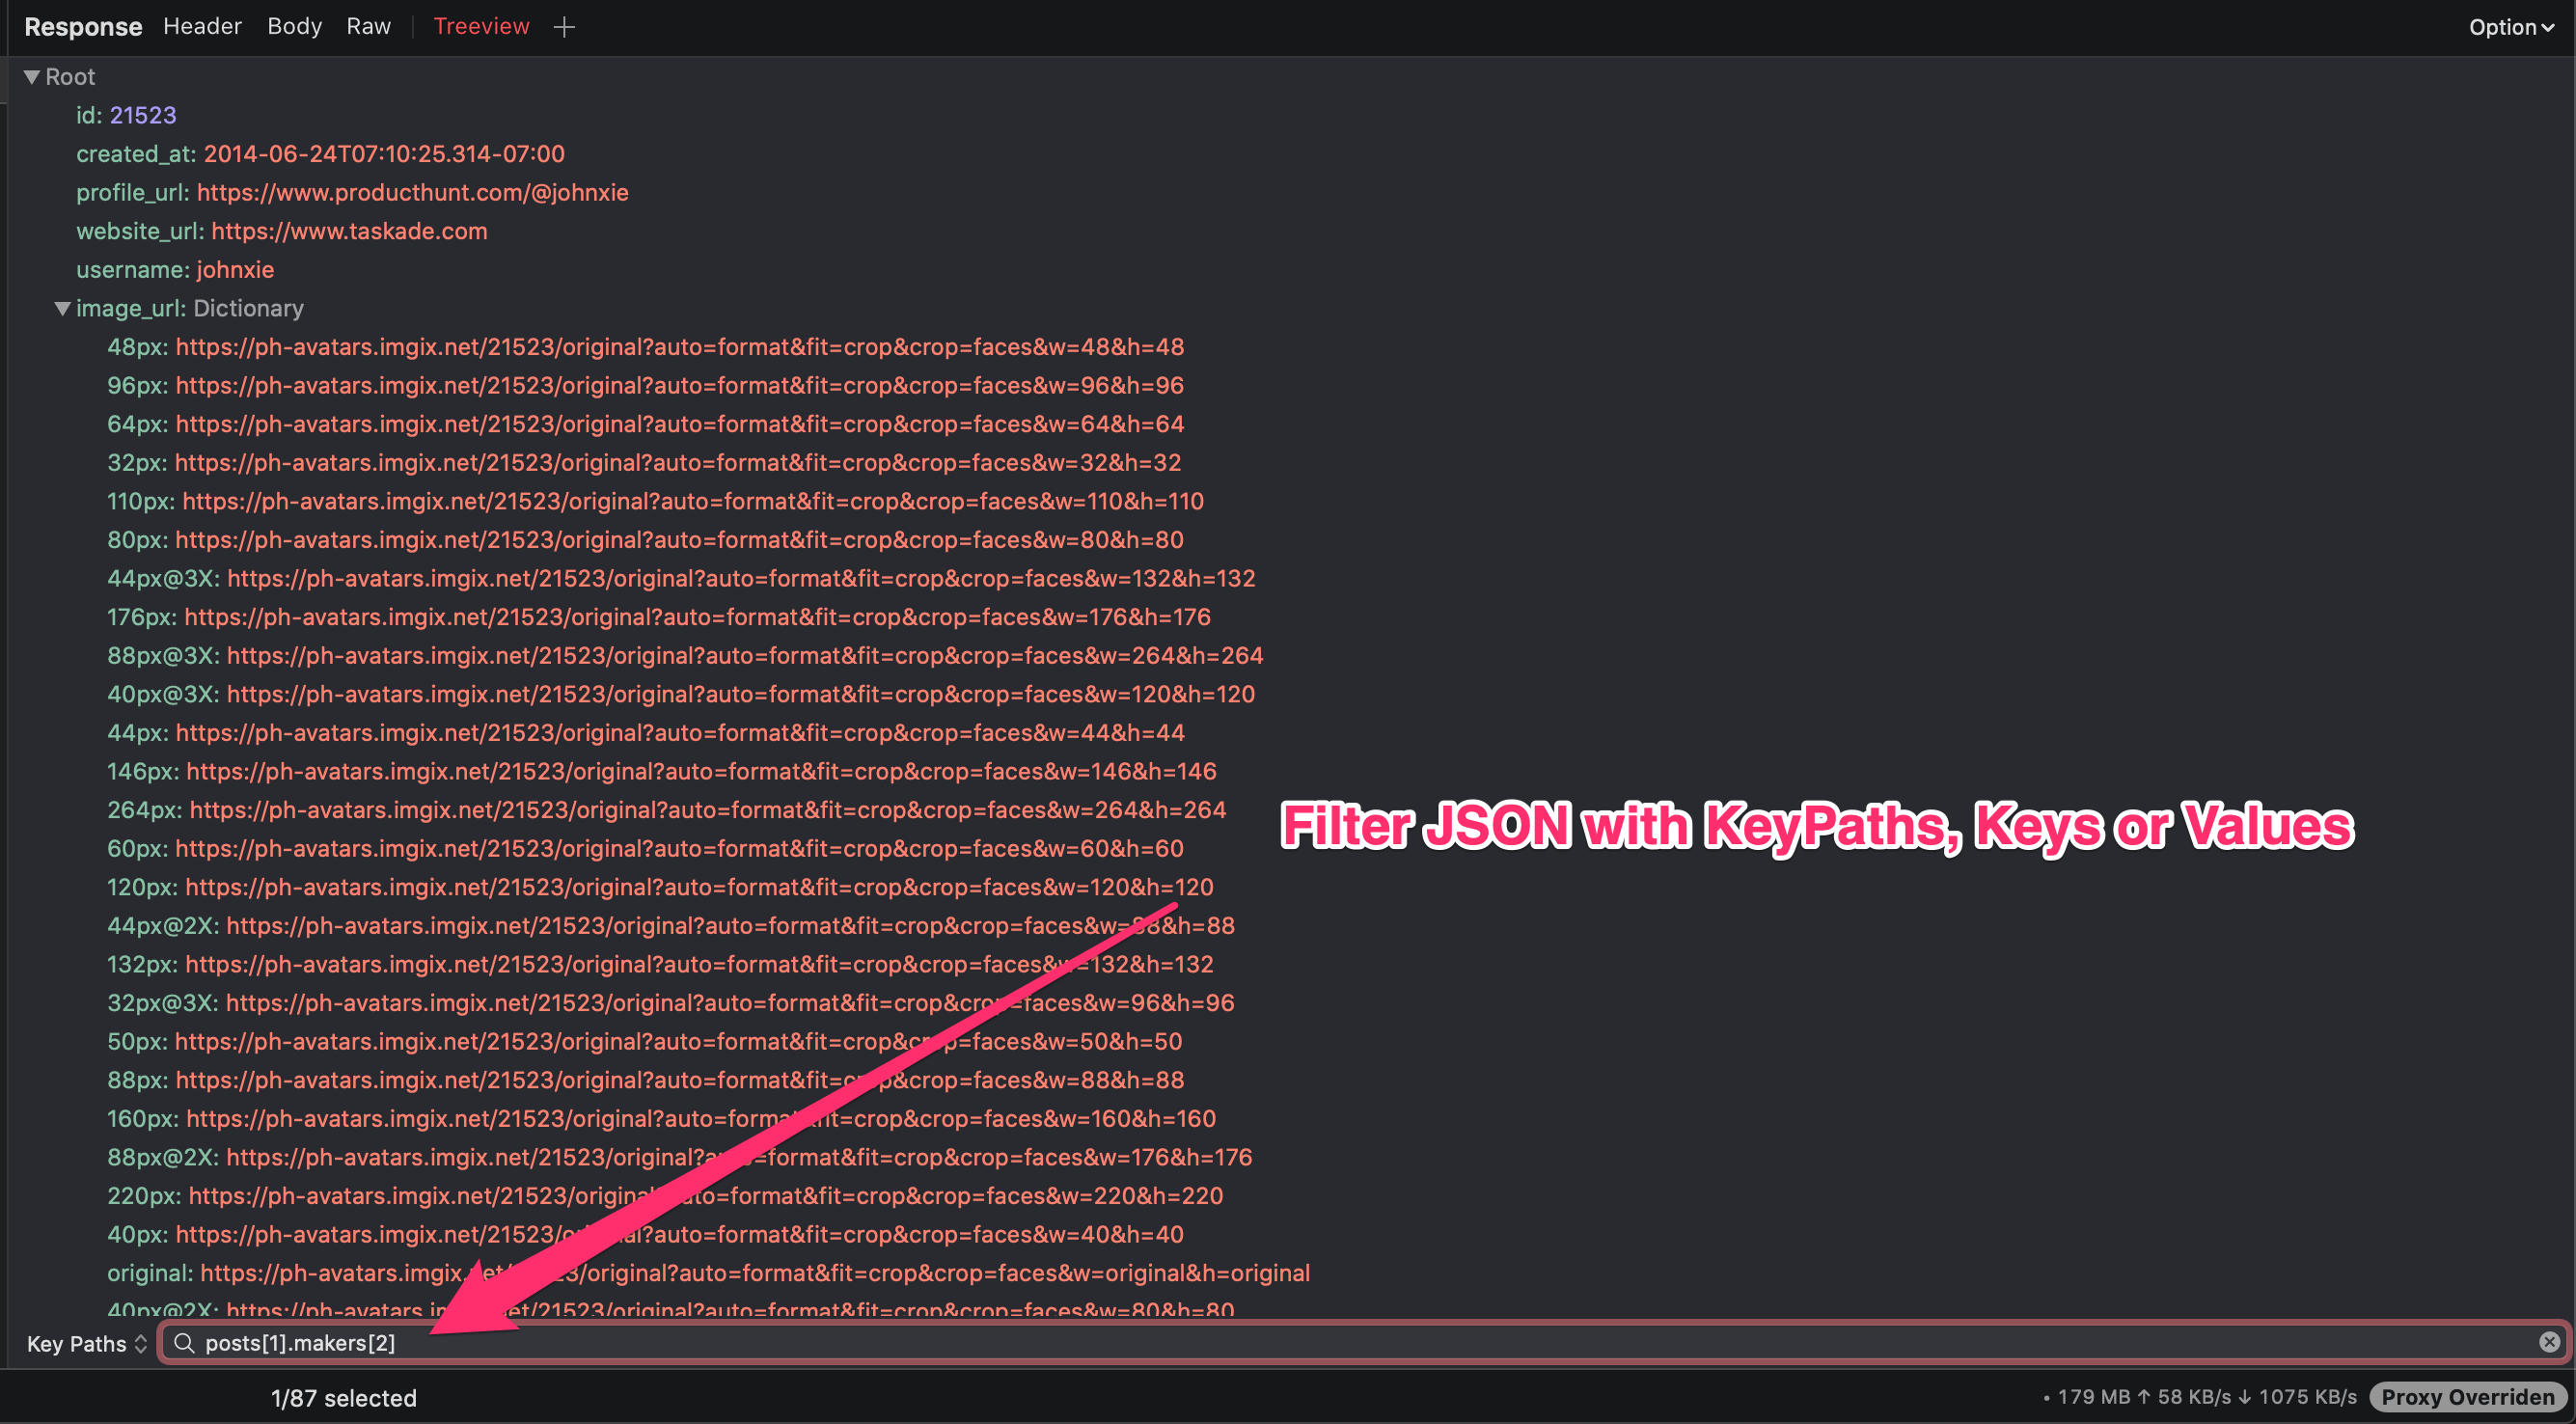 Response Header Body Raw Treeview Option
Root
id: 21523
created_at: 2014-06-24T07:10:25.314-07:00
profile_url: https://www.producthunt.com/@johnxie
website_url: https://www.taskade.com
username: johnxie
image_url: Dictionary
48px: https://ph-avatars.imgix.net/21523/original?auto=format&fit=crop&crop=faces&w=48&h=48
96px: https://ph-avatars.imgix.net/21523/original?auto=format&fit=crop&crop=faces&w=96&h=96
64px: https://ph-avatars.imgix.net/21523/original?auto=format&fit=crop&crop=faces&w=64&h=64
32px: https://ph-avatars.imgix.net/21523/original?auto=format&fit=crop&crop=faces&w=32&h=32
110px: https://ph-avatars.imgix.net/21523/original?auto=format&fit=crop&crop=faces&w=110&h=110
80px: https://ph-avatars.imgix.net/21523/original?auto=format&fit=crop&crop=faces&w=80&h=80
44px@3X: https://ph-avatars.imgix.net/21523/original?auto=format&fit=crop&crop=faces&w=132&h=132
176px: https://ph-avatars.imgix.net/21523/original?auto=format&fit=crop&crop=faces&w=176&h=176
88px@3X: https://ph-avatars.imgix.net/21523/original?auto=format&fit=crop&crop=faces&w=264&h=264
40px@3X: https://ph-avatars.imgix.net/21523/original?auto=format&fit=crop&crop=faces&w=120&h=120
44px: https://ph-avatars.imgix.net/21523/original?auto=format&fit=crop&crop=faces&w=44&h=44
146px: https://ph-avatars.imgix.net/21523/original?auto=format&fit=crop&crop=faces&w=146&h=146
264px: https://ph-avatars.imgix.net/21523/original?auto=format&fit=crop&crop=faces&w=264&h=264
Filter JSON with KeyPaths, Keys or Values
60px: https://ph-avatars.imgix.net/21523/original?auto=format&fit=crop&crop=faces&w=60&h=60
120px: https://ph-avatars.imgix.net/21523/original?auto=format&fit=crop&crop=faces&w=120&h=120
44px@2X: https://ph-avatars.imgix.net/21523/original?auto=format&fit=crop&crop=faces&w=88&h=88
132px: https://ph-avatars.imgix.net/21523/original?auto=format&fit=crop&crop=faces&w=132&h=132
32px@3X: https://ph-avatars.imgix.net/21523/original?auto=format&fit=crop&crop=faces&w=96&h=96
50px: https://ph-avatars.imgix.net/21523/original?auto=format&fit=crop&crop=faces&w=50&h=50
88px: https://ph-avatars.imgix.net/21523/original?auto=format&fit=crop&crop=faces&w=88&h=88
160px: https://ph-avatars.imgix.net/21523/original?auto=format&fit=crop&crop=faces&w=160&h=160
88px@2X: https://ph-avatars.imgix.net/21523/original?auto=format&fit=crop&crop=faces&w=176&h=176
220px: https://ph-avatars.imgix.net/21523/original?auto=format&fit=crop&crop=faces&w=220&h=220
40px: https://ph-avatars.imgix.net/21523/original?auto=format&fit=crop&crop=faces&w=40&h=40
original: https://ph-avatars.imgix.net/21523/original?auto=format&fit=crop&crop=faces&w=original&h=original
40px@2X: https://ph-avatars.imgix.net/21523/original?auto=format&fit=crop&crop=faces&w=80&h=80
Key Paths posts[1].makers[2]
1/87 selected • 179 MB ↑ 58 KB/s ↓ 1075 KB/s Proxy Overriden